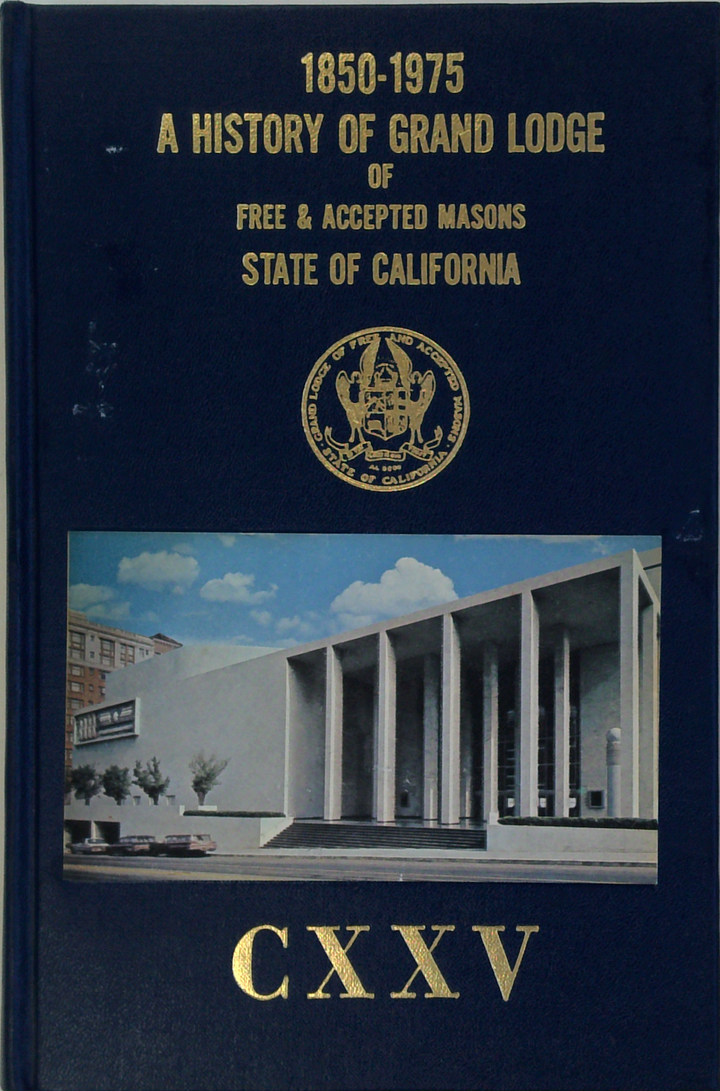 1850-1975
A HISTORY OF GRAND LODGE
OF
FREE & ACCEPTED MASONS
STATE OF CALIFORNIA
GRAND LODGE OF FREE AND ACCEPTED MASONS
STATE OF CALIFORNIA
CXXV